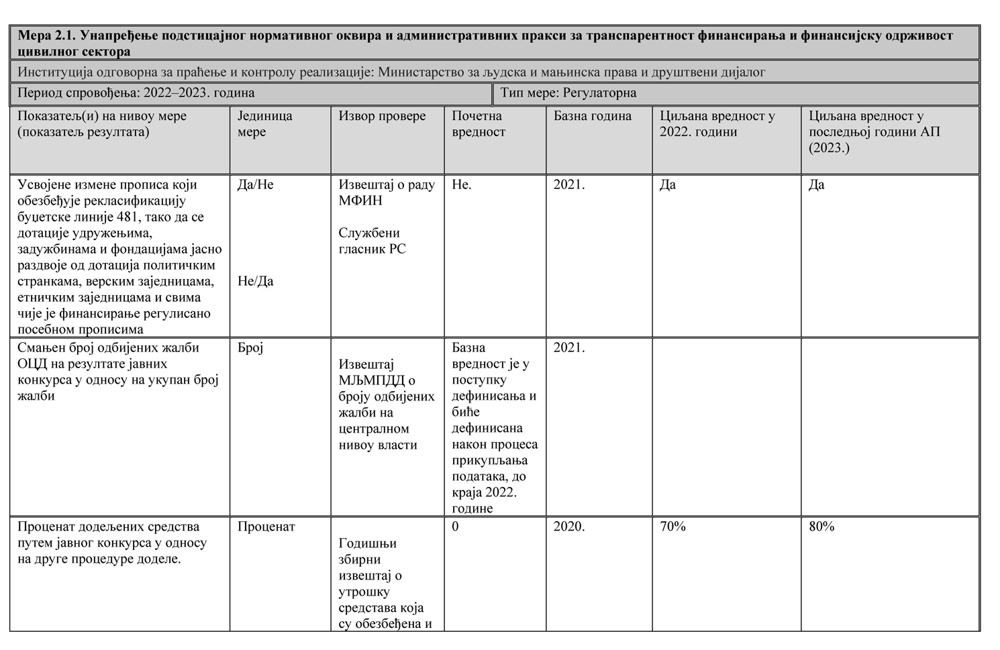 Мера 2.1. Унапређење подстицајног нормативног оквира и административних пракси за транспарентност финансирања и финансијску одрживост
цивилног сектора
Институција одговорна за праћење и контролу реализације: Министарство за људска и мањинска права и друштвени дијалог
Период спровођења: 2022–2023. година
Тип мере: Регулаторна
Показатељ(и) на нивоу мере
(показатељ резултата)
Јединица
мере
Извор провере
Почетна
вредност
Базна година
Циљана вредност у
2022. години
Циљана вредност у
последњој години АП
(2023.)
Усвојене измене прописа који
обезбеђује рекласификацију
буџетске линије 481, тако да се
дотације удружењима,
задужбинама и фондацијама јасно
раздвоје од дотација политичким
странкама, верским заједницама,
етничким заједницама и свима
чије је финансирање регулисано
посебном прописима
Да/Не
Не/Да
Извештај о раду
МФИН
Службени
гласник РС
Не.
2021.
Да
Да
Смањен број одбијених жалби
ОЦД на резултате јавних
конкурса у односу на укупан број
жалби
Број
Извештај
МЉМПДД о
броју одбијених
жалби на
централном
нивоу власти
Базна
вредност је у
поступку
дефинисања и
биће
дефинисана
након процеса
прикупљања
података, до
краја 2022.
године
2021.
Проценат додељених средства
путем јавног конкурса у односу
на друге процедуре доделе.
Проценат
Годишњи
збирни
извештај о
утрошку
средстава која
су обезбеђена и
0
2020.
70%
80%